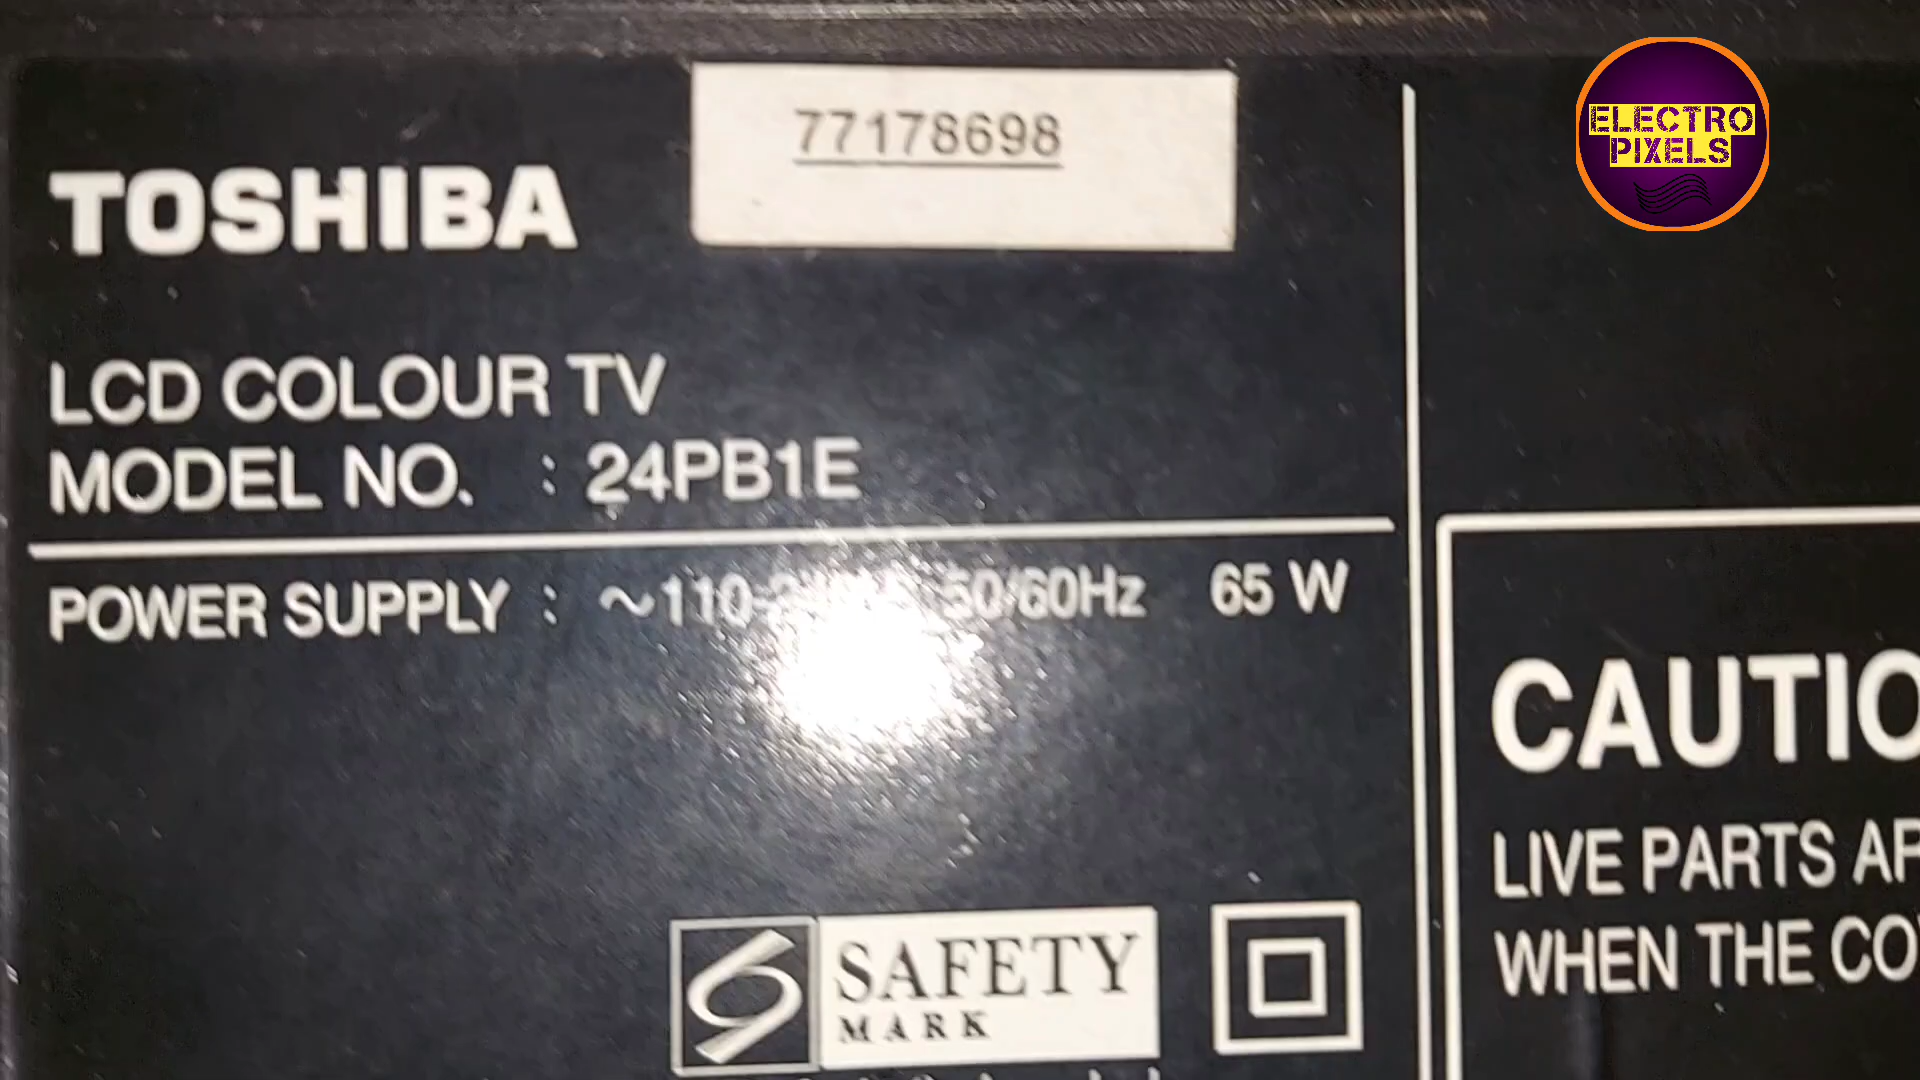 77178698
TOSHIBA
LCD COLOUR TV
MODEL NO. : 24PB1E
POWER SUPPLY : ~110- 50/60Hz 65 W
SAFETY
MARK
CAUTIO
LIVE PARTS AR
WHEN THE CO
ELECTRO
PIXELS